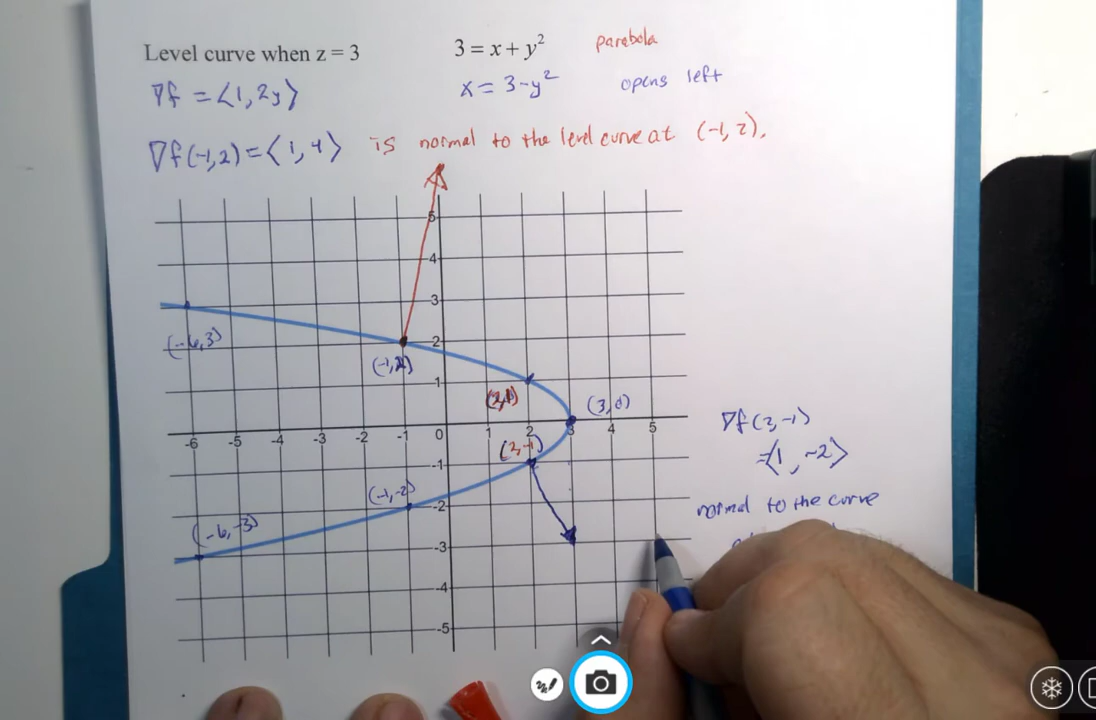 Level curve when z = 3
3 = x + y²
parabola
∇f = ⟨1, 2y⟩
x = 3 - y²
opens left
∇f(-1,2) = ⟨1, 4⟩ is normal to the level curve at (-1, 2).
5
4
3
(-6,3)
2
(-1,2)
1
(3,0)
-6 -5 -4 -3 -2 -1 0 1 2 3 4 5
∇f(2,-1)
(2,-1)
= ⟨1, -2⟩
-1
(-1,-2)
-2
normal to the curve
(-6,-3)
-3
-4
-5